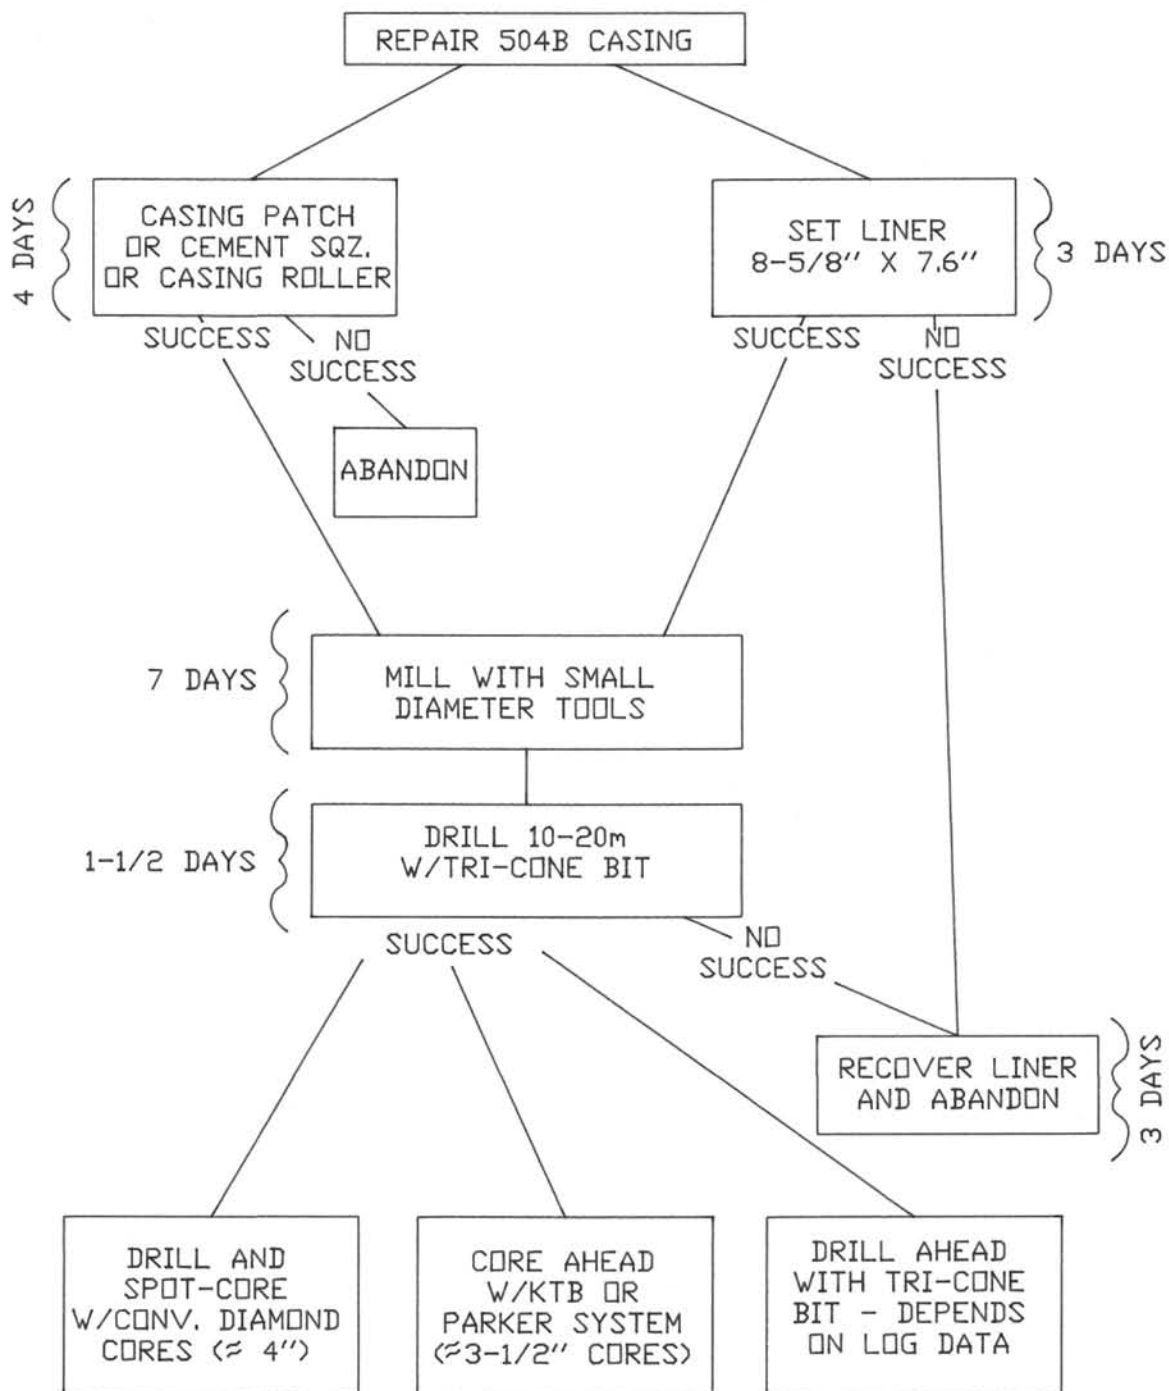 REPAIR 504B CASING
4 DAYS
CASING PATCH
OR CEMENT SQZ.
OR CASING ROLLER
SET LINER
8-5/8" X 7.6"
3 DAYS
SUCCESS
NO
SUCCESS
SUCCESS
NO
SUCCESS
ABANDON
7 DAYS
MILL WITH SMALL
DIAMETER TOOLS
1-1/2 DAYS
DRILL 10-20m
W/TRI-CONE BIT
SUCCESS
NO
SUCCESS
RECOVER LINER
AND ABANDON
3 DAYS
DRILL AND
SPOT-CORE
W/CONV. DIAMOND
CORES (≈ 4")
CORE AHEAD
W/KTB OR
PARKER SYSTEM
(≈3-1/2" CORES)
DRILL AHEAD
WITH TRI-CONE
BIT - DEPENDS
ON LOG DATA